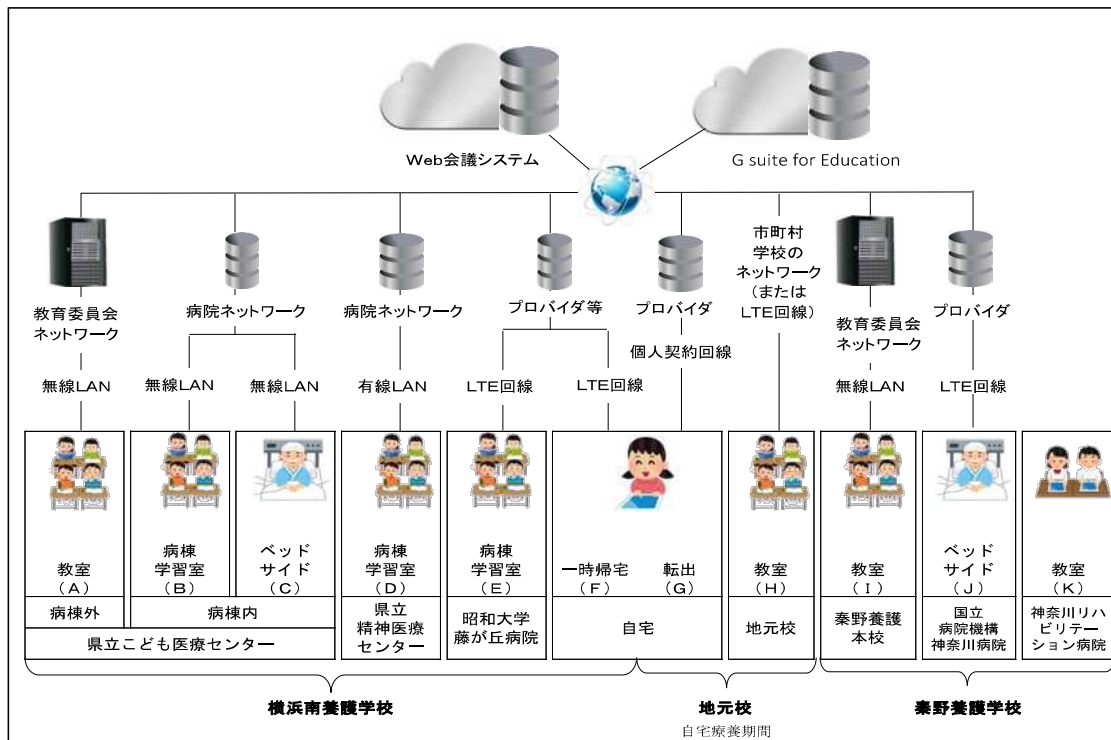 Web会議システム
G suite for Education
教育委員会
ネットワーク
病院ネットワーク
病院ネットワーク
プロバイダ等
プロバイダ
市町村
学校の
ネットワーク
(または
LTE回線)
教育委員会
ネットワーク
プロバイダ
個人契約回線
無線LAN
無線LAN
無線LAN
有線LAN
LTE回線
LTE回線
無線LAN
LTE回線
教室
(A)
病棟
学習室
(B)
ベッド
サイド
(C)
病棟
学習室
(D)
病棟
学習室
(E)
一時帰宅
(F)
転出
(G)
教室
(H)
教室
(I)
ベッド
サイド
(J)
教室
(K)
病棟外
病棟内
県立こども医療センター
県立
精神医療
センター
昭和大学
藤が丘病院
自宅
地元校
秦野養護
本校
国立
病院機構
神奈川病院
神奈川リハ
ビリテー
ション病院
横浜南養護学校
地元校
自宅療養期間
秦野養護学校